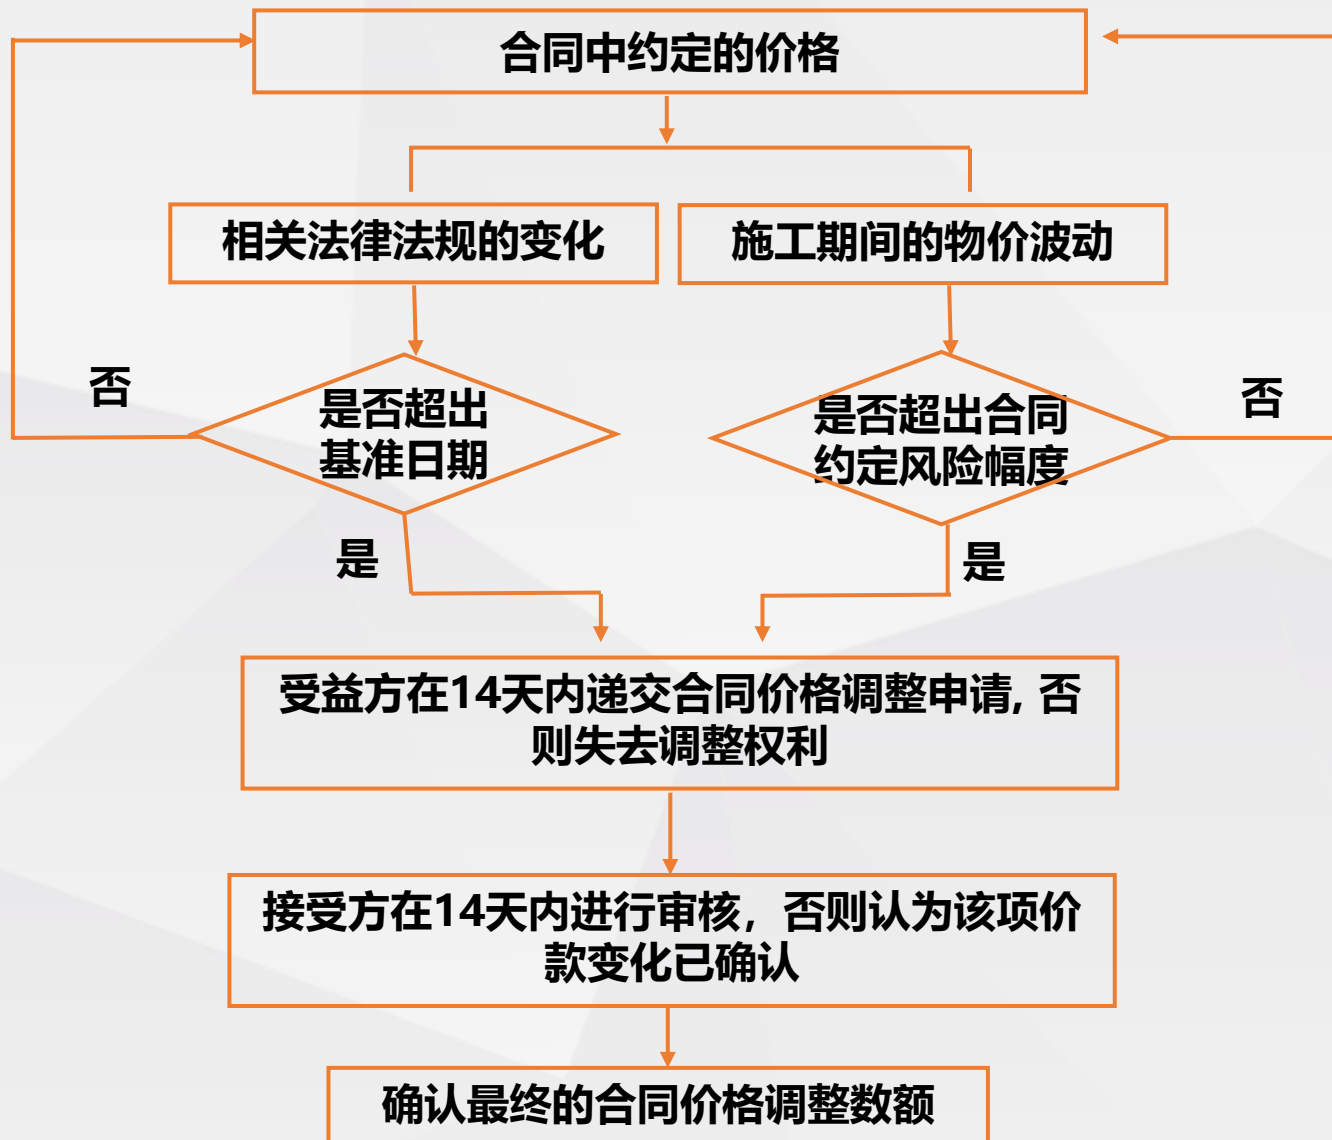 合同中约定的价格
相关法律法规的变化
施工期间的物价波动
否
是否超出
基准日期
是否超出合同
约定风险幅度
否
是
是
受益方在14天内递交合同价格调整申请, 否
则失去调整权利
接受方在14天内进行审核，否则认为该项价
款变化已确认
确认最终的合同价格调整数额